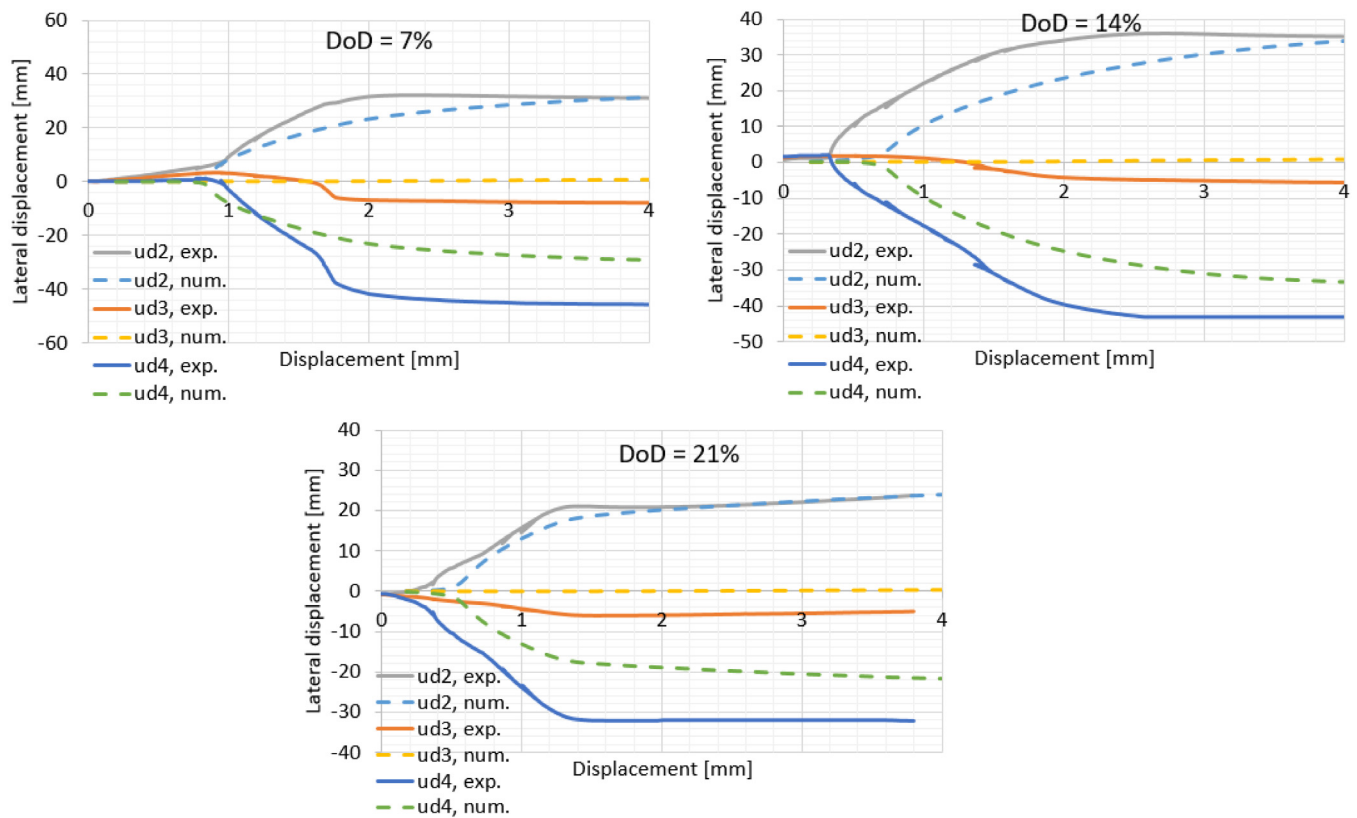 DoD = 7%
Lateral displacement [mm]
60
40
20
0
-20
-40
-60
0
1
2
3
4
Displacement [mm]
ud2, exp.
ud2, num.
ud3, exp.
ud3, num.
ud4, exp.
ud4, num.
DoD = 14%
Lateral displacement [mm]
40
30
20
10
0
-10
-20
-30
-40
-50
0
1
2
3
4
Displacement [mm]
ud2, exp.
ud2, num.
ud3, exp.
ud3, num.
ud4, exp.
ud4, num.
DoD = 21%
Lateral displacement [mm]
40
30
20
10
0
-10
-20
-30
-40
0
1
2
3
4
Displacement [mm]
ud2, exp.
ud2, num.
ud3, exp.
ud3, num.
ud4, exp.
ud4, num.